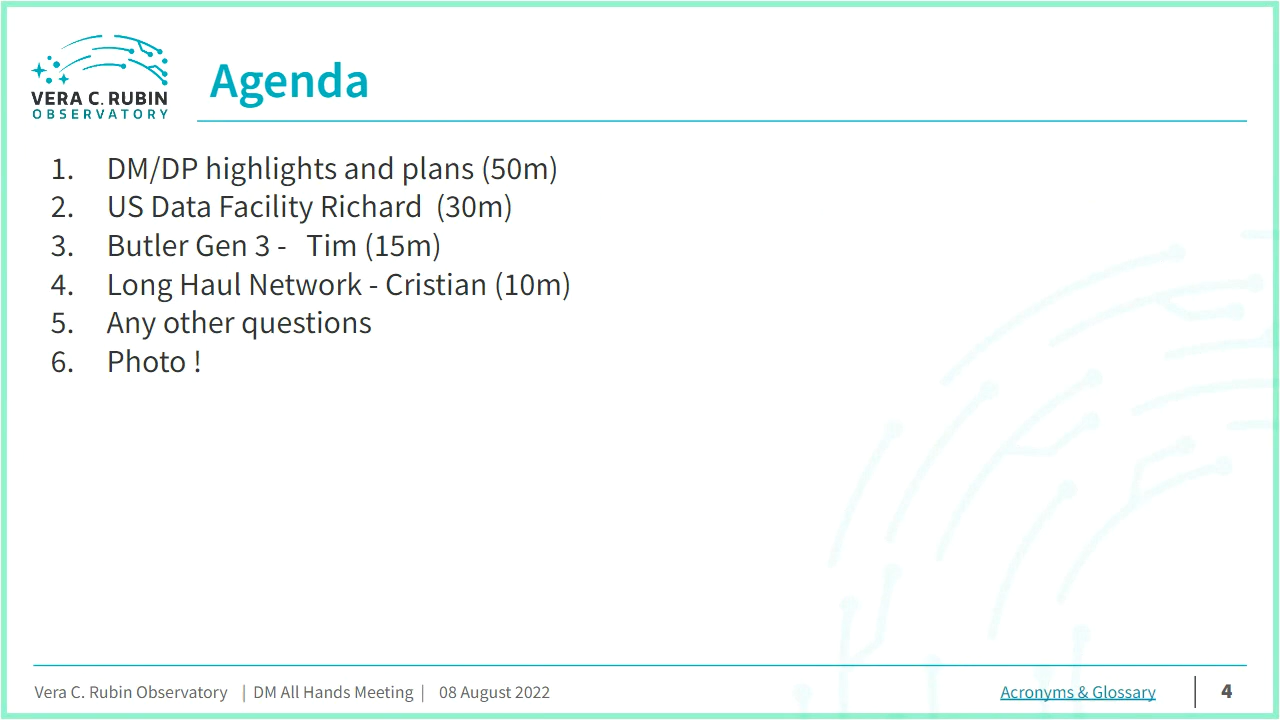 VERA C. RUBIN
OBSERVATORY
Agenda
1. DM/DP highlights and plans (50m)
2. US Data Facility Richard (30m)
3. Butler Gen 3 - Tim (15m)
4. Long Haul Network - Cristian (10m)
5. Any other questions
6. Photo !
Vera C. Rubin Observatory | DM All Hands Meeting | 08 August 2022
Acronyms & Glossary | 4